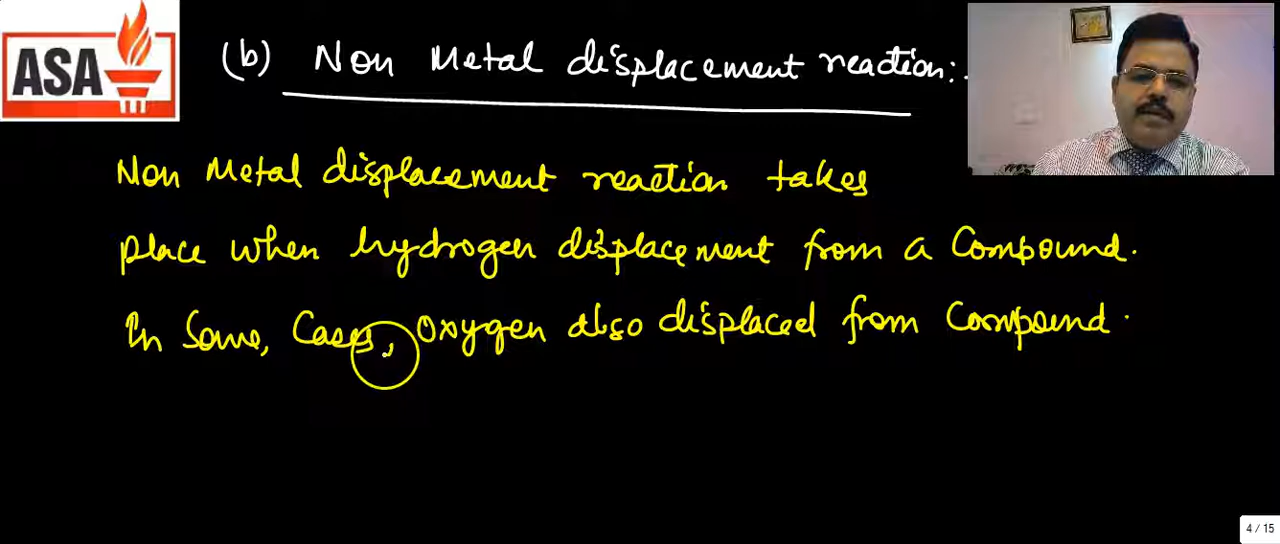 ASA
(b) Non Metal displacement reaction:-
Non Metal displacement reaction takes
place when hydrogen displacement from a Compound.
In Some, Cases, Oxygen also displaced from Compound.
4 / 15